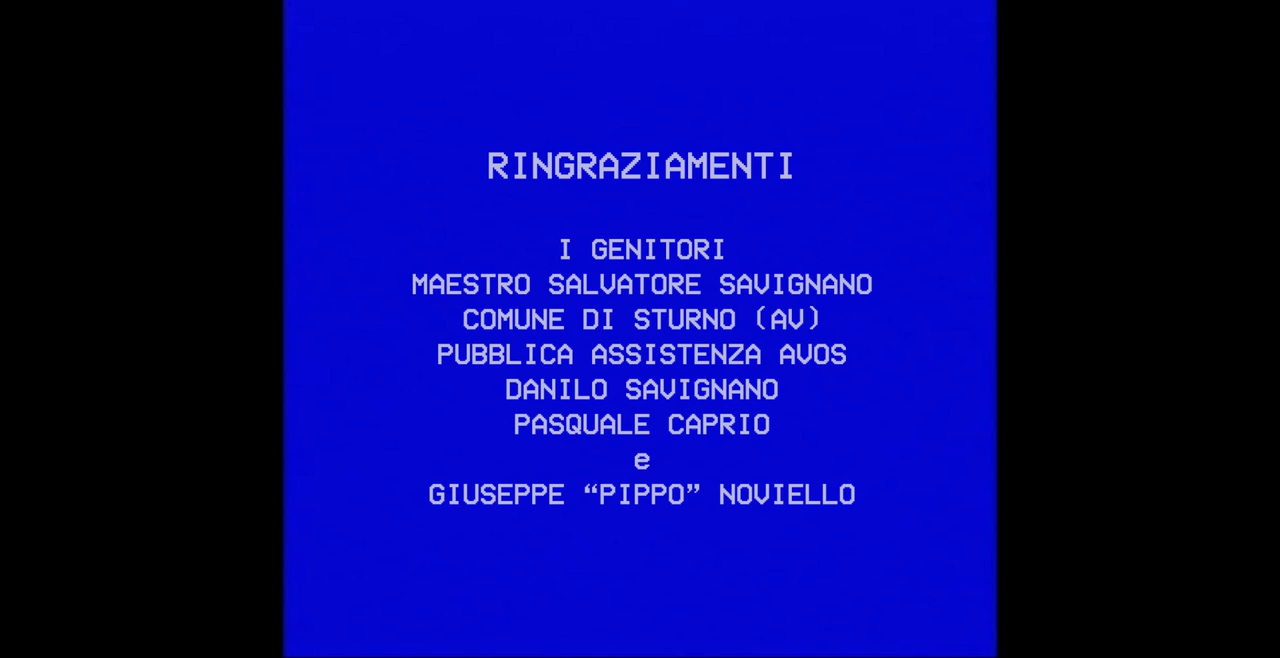 RINGRAZIAMENTI
I GENITORI
MAESTRO SALVATORE SAVIGNANO
COMUNE DI STURNO (AV)
PUBBLICA ASSISTENZA AVOS
DANILO SAVIGNANO
PASQUALE CAPRIO
e
GIUSEPPE “PIPPO” NOVIELLO